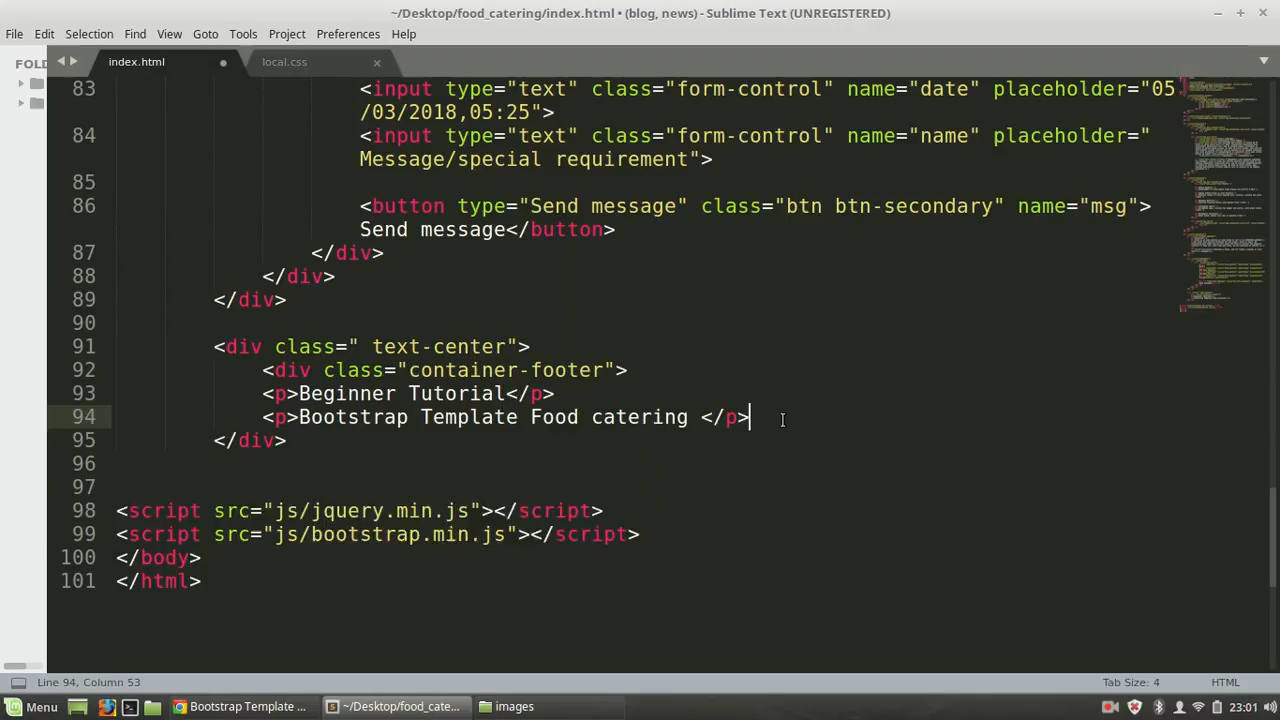 ~/Desktop/food_catering/index.html • (blog, news) - Sublime Text (UNREGISTERED)
File Edit Selection Find View Goto Tools Project Preferences Help
FOLD
index.html
local.css
83 <input type="text" class="form-control" name="date" placeholder="05
/03/2018,05:25">
84 <input type="text" class="form-control" name="name" placeholder="
Message/special requirement">
85
86 <button type="Send message" class="btn btn-secondary" name="msg">
Send message</button>
87 </div>
88 </div>
89 </div>
90
91 <div class=" text-center">
92 <div class="container-footer">
93 <p>Beginner Tutorial</p>
94 <p>Bootstrap Template Food catering </p>
95 </div>
96
97
98 <script src="js/jquery.min.js"></script>
99 <script src="js/bootstrap.min.js"></script>
100 </body>
101 </html>
Line 94, Column 53
Tab Size: 4
HTML
Menu
Bootstrap Template ...
~/Desktop/food_cate...
images
23:01